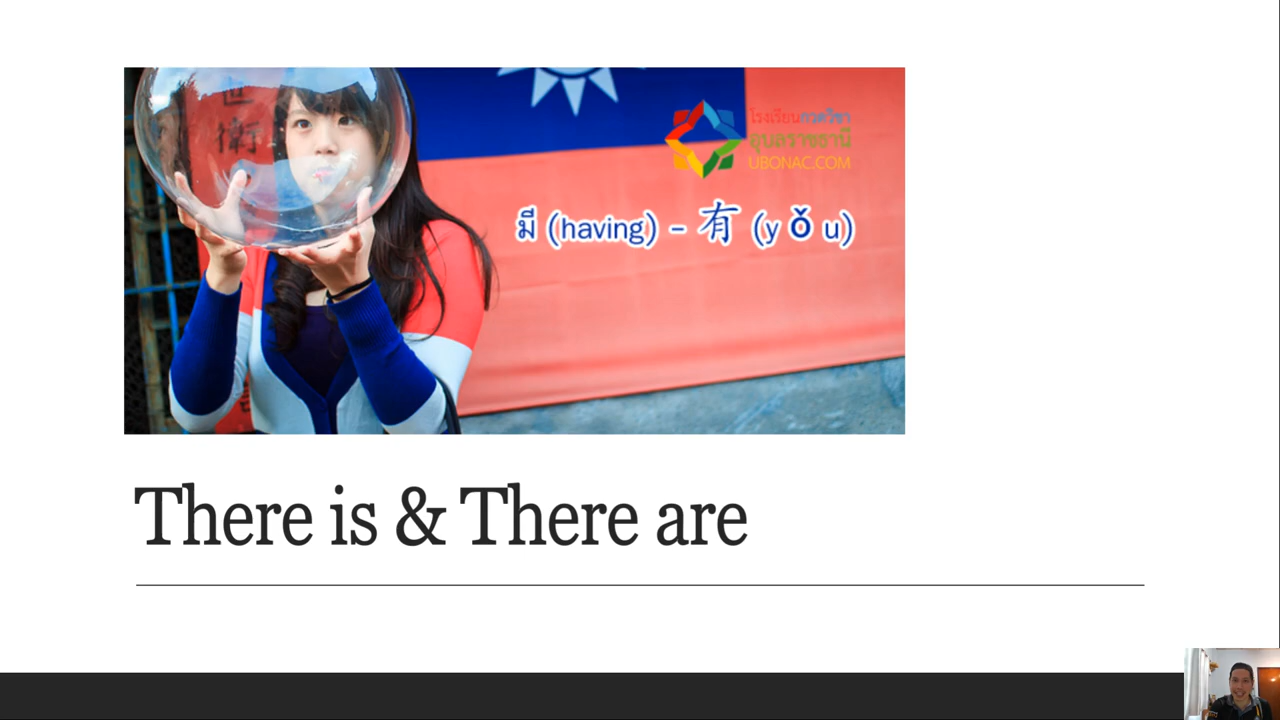 โรงเรียนกวดวิชา
อุบลราชธานี
UBONAC.COM
มี (having) – 有 (y ǒ u)
There is & There are